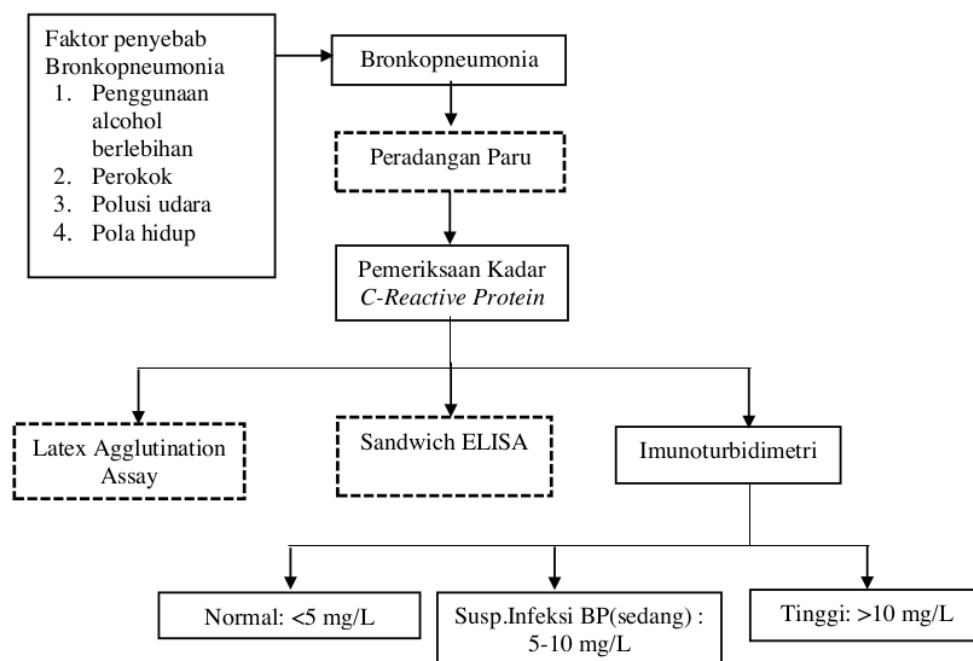 Faktor penyebab
Bronkopneumonia
1. Penggunaan
alcohol
berlebihan
2. Perokok
3. Polusi udara
4. Pola hidup
Bronkopneumonia
Peradangan Paru
Pemeriksaan Kadar
C-Reactive Protein
Latex Agglutination
Assay
Sandwich ELISA
Imunoturbidimetri
Normal: <5 mg/L
Susp.Infeksi BP(sedang) :
5-10 mg/L
Tinggi: >10 mg/L